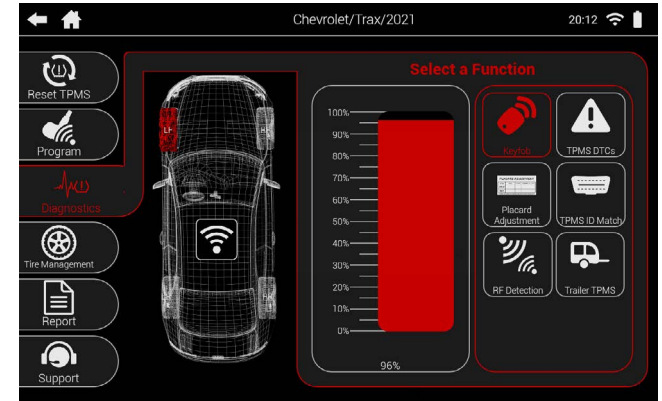 Chevrolet/Trax/2021
20:12
Reset TPMS
Program
Diagnostics
Tire Management
Report
Support
LF
Select a Function
100%
90%
80%
70%
60%
50%
40%
30%
20%
10%
0%
96%
Keyfob
TPMS DTCs
Placard
Adjustment
TPMS ID Match
RF Detection
Trailer TPMS